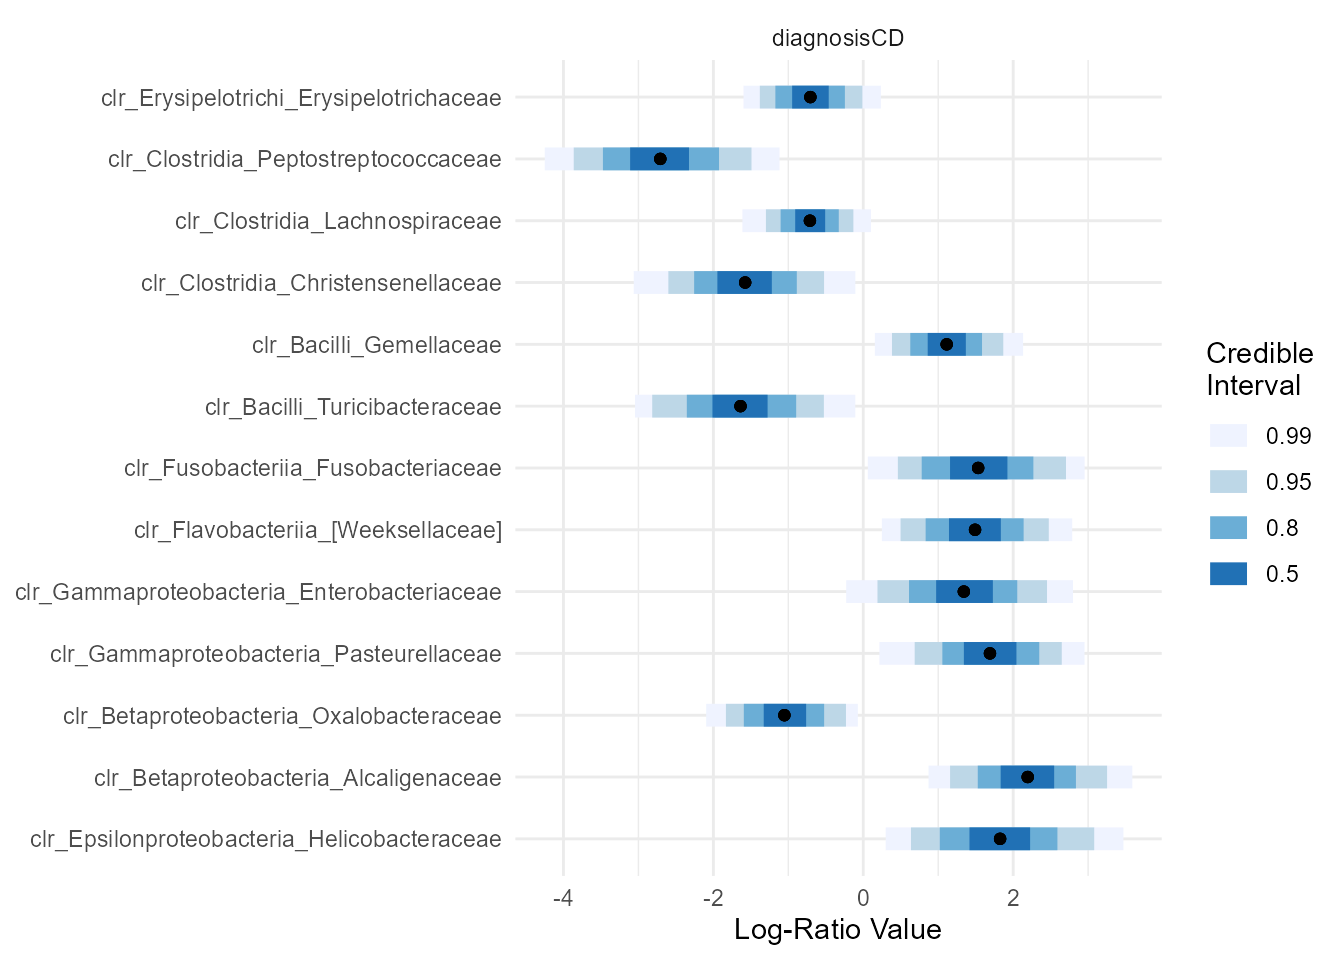 diagnosisCD
clr_Erysipelotrichi_Erysipelotrichaceae
clr_Clostridia_Peptostreptococcaceae
clr_Clostridia_Lachnospiraceae
clr_Clostridia_Christensenellaceae
clr_Bacilli_Gemellaceae
clr_Bacilli_Turicibacteraceae
clr_Fusobacteriia_Fusobacteriaceae
clr_Flavobacteriia_[Weeksellaceae]
clr_Gammaproteobacteria_Enterobacteriaceae
clr_Gammaproteobacteria_Pasteurellaceae
clr_Betaproteobacteria_Oxalobacteraceae
clr_Betaproteobacteria_Alcaligenaceae
clr_Epsilonproteobacteria_Helicobacteraceae
-4 -2 0 2
Log-Ratio Value
Credible
Interval
0.99
0.95
0.8
0.5